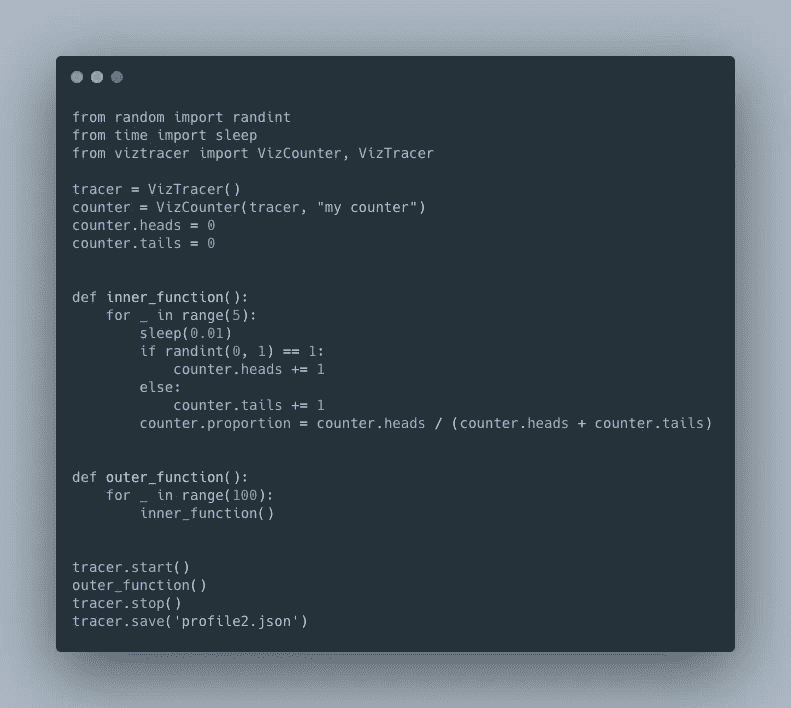 from random import randint
from time import sleep
from viztracer import VizCounter, VizTracer
tracer = VizTracer()
counter = VizCounter(tracer, "my counter")
counter.heads = 0
counter.tails = 0
def inner_function():
    for _ in range(5):
        sleep(0.01)
        if randint(0, 1) == 1:
            counter.heads += 1
        else:
            counter.tails += 1
        counter.proportion = counter.heads / (counter.heads + counter.tails)
def outer_function():
    for _ in range(100):
        inner_function()
tracer.start()
outer_function()
tracer.stop()
tracer.save('profile2.json')